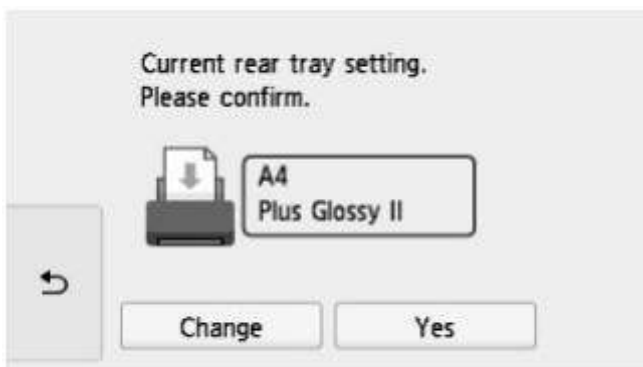 Current rear tray setting.
Please confirm.
A4
Plus Glossy II
Change
Yes